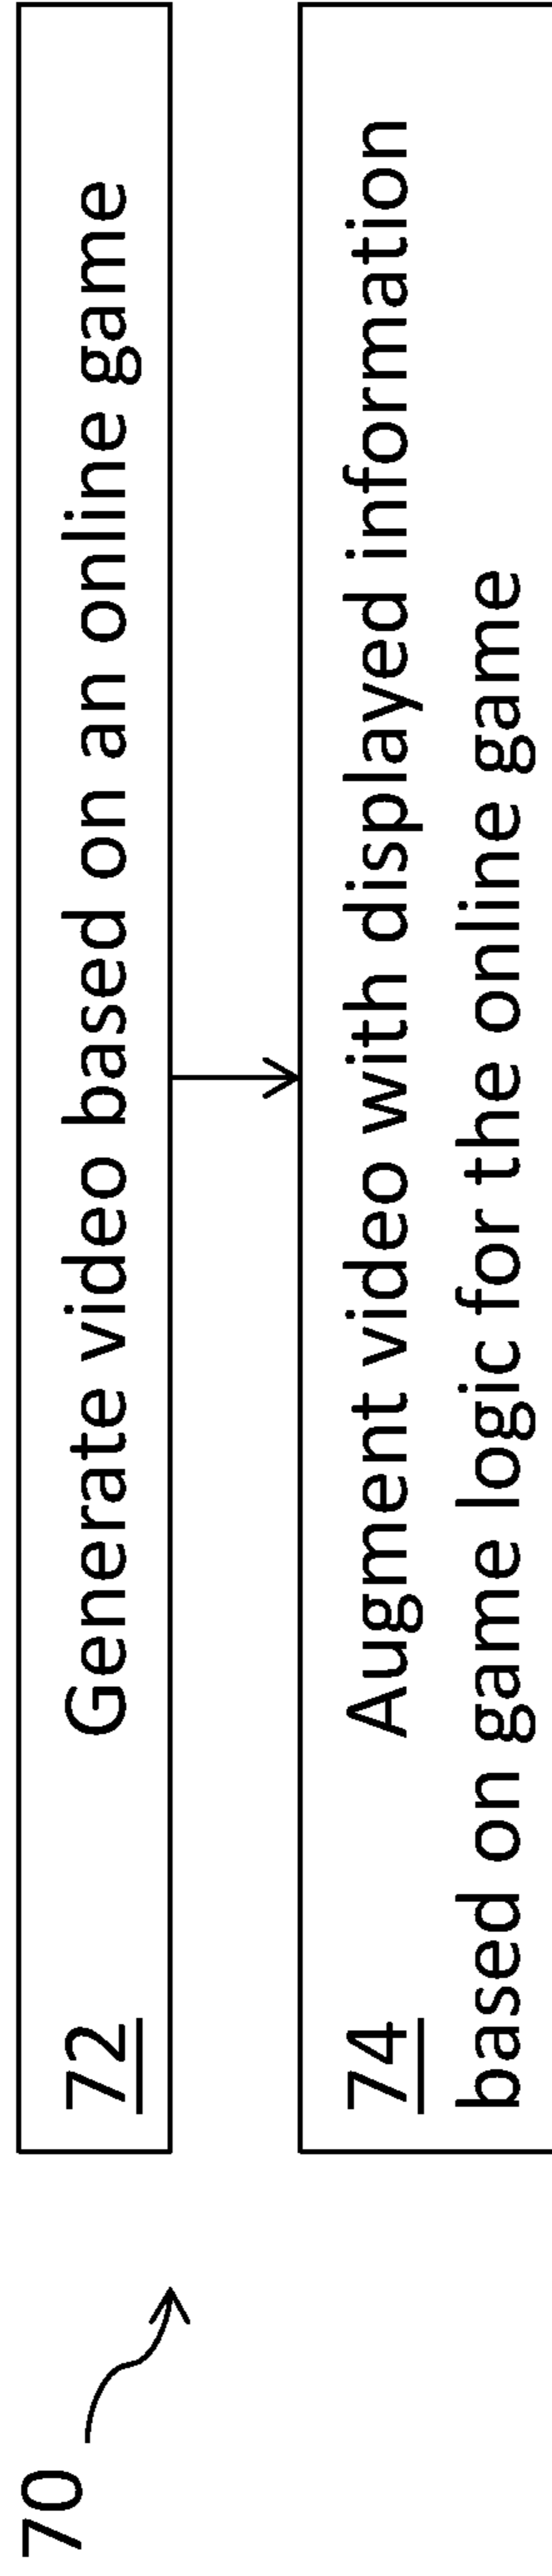 70
72 Generate video based on an online game
74 Augment video with displayed information
based on game logic for the online game